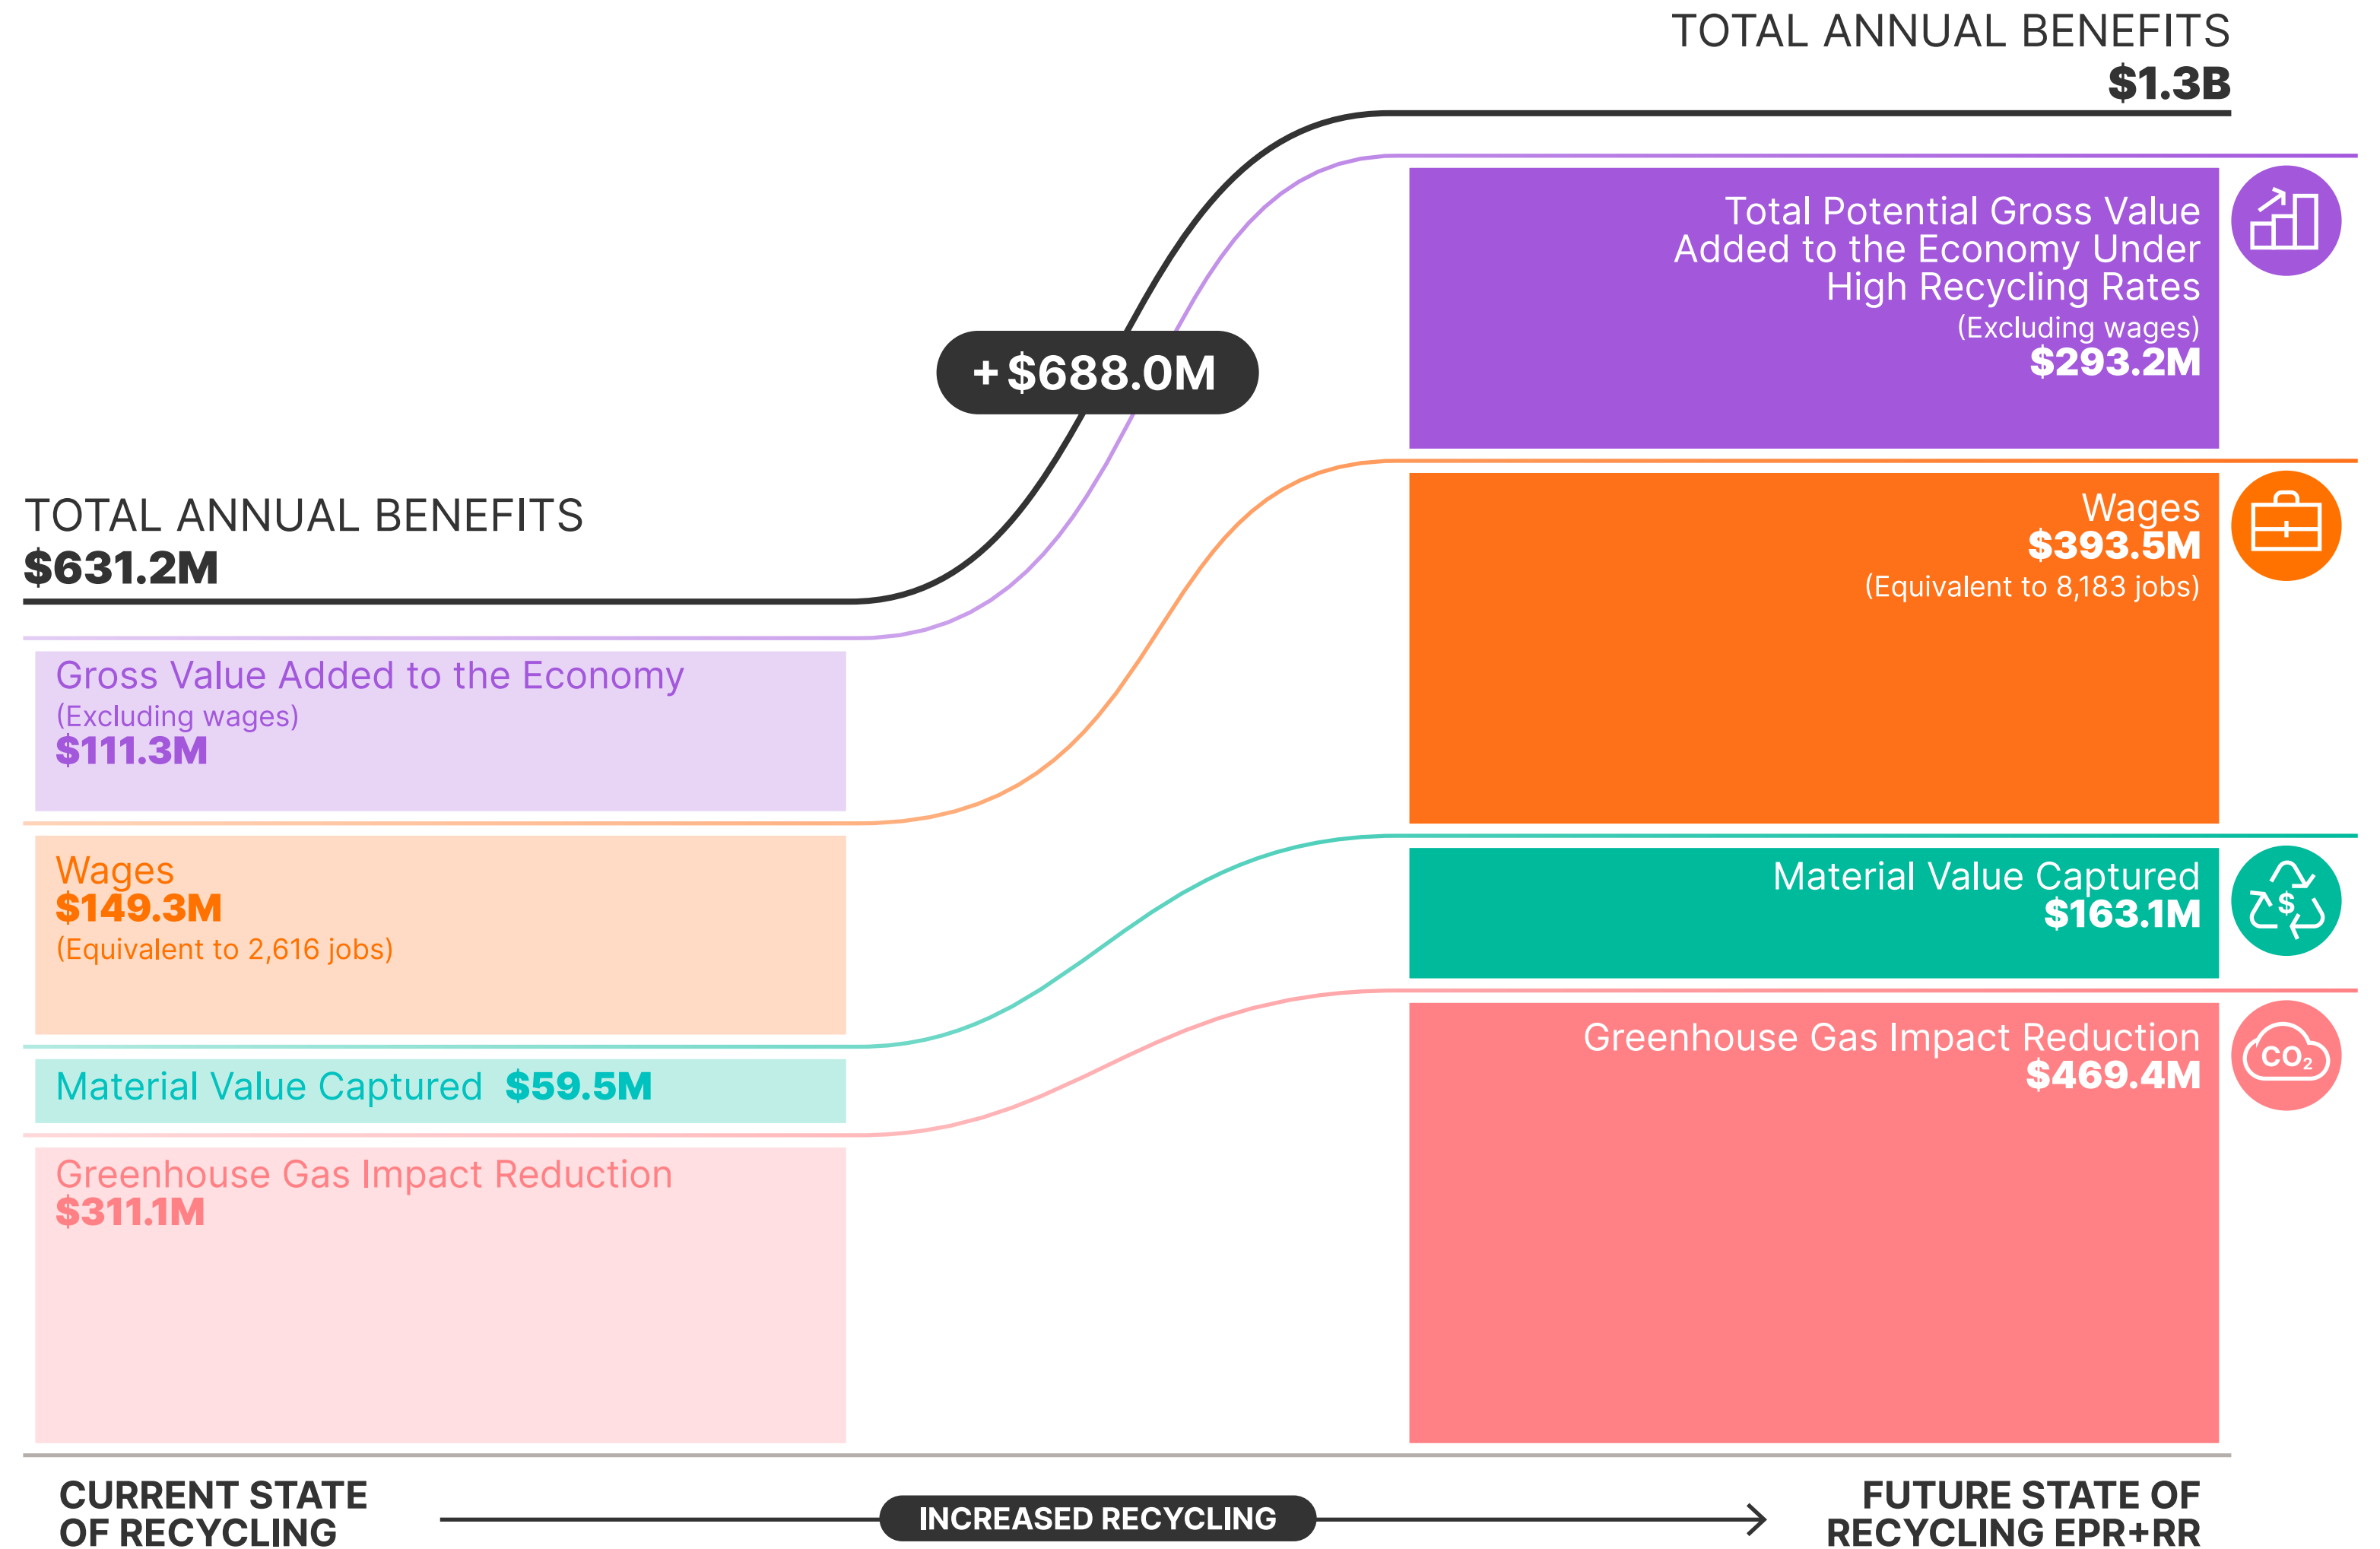 TOTAL ANNUAL BENEFITS
$1.3B
Total Potential Gross Value
Added to the Economy Under
High Recycling Rates
(Excluding wages)
$293.2M
+$688.0M
Wages
$393.5M
(Equivalent to 8,183 jobs)
TOTAL ANNUAL BENEFITS
$631.2M
Gross Value Added to the Economy
(Excluding wages)
$111.3M
Wages
$149.3M
(Equivalent to 2,616 jobs)
Material Value Captured
$163.1M
$
Material Value Captured $59.5M
Greenhouse Gas Impact Reduction
$469.4M
CO2
Greenhouse Gas Impact Reduction
$311.1M
CURRENT STATE
OF RECYCLING
INCREASED RECYCLING
FUTURE STATE OF
RECYCLING EPR+RR